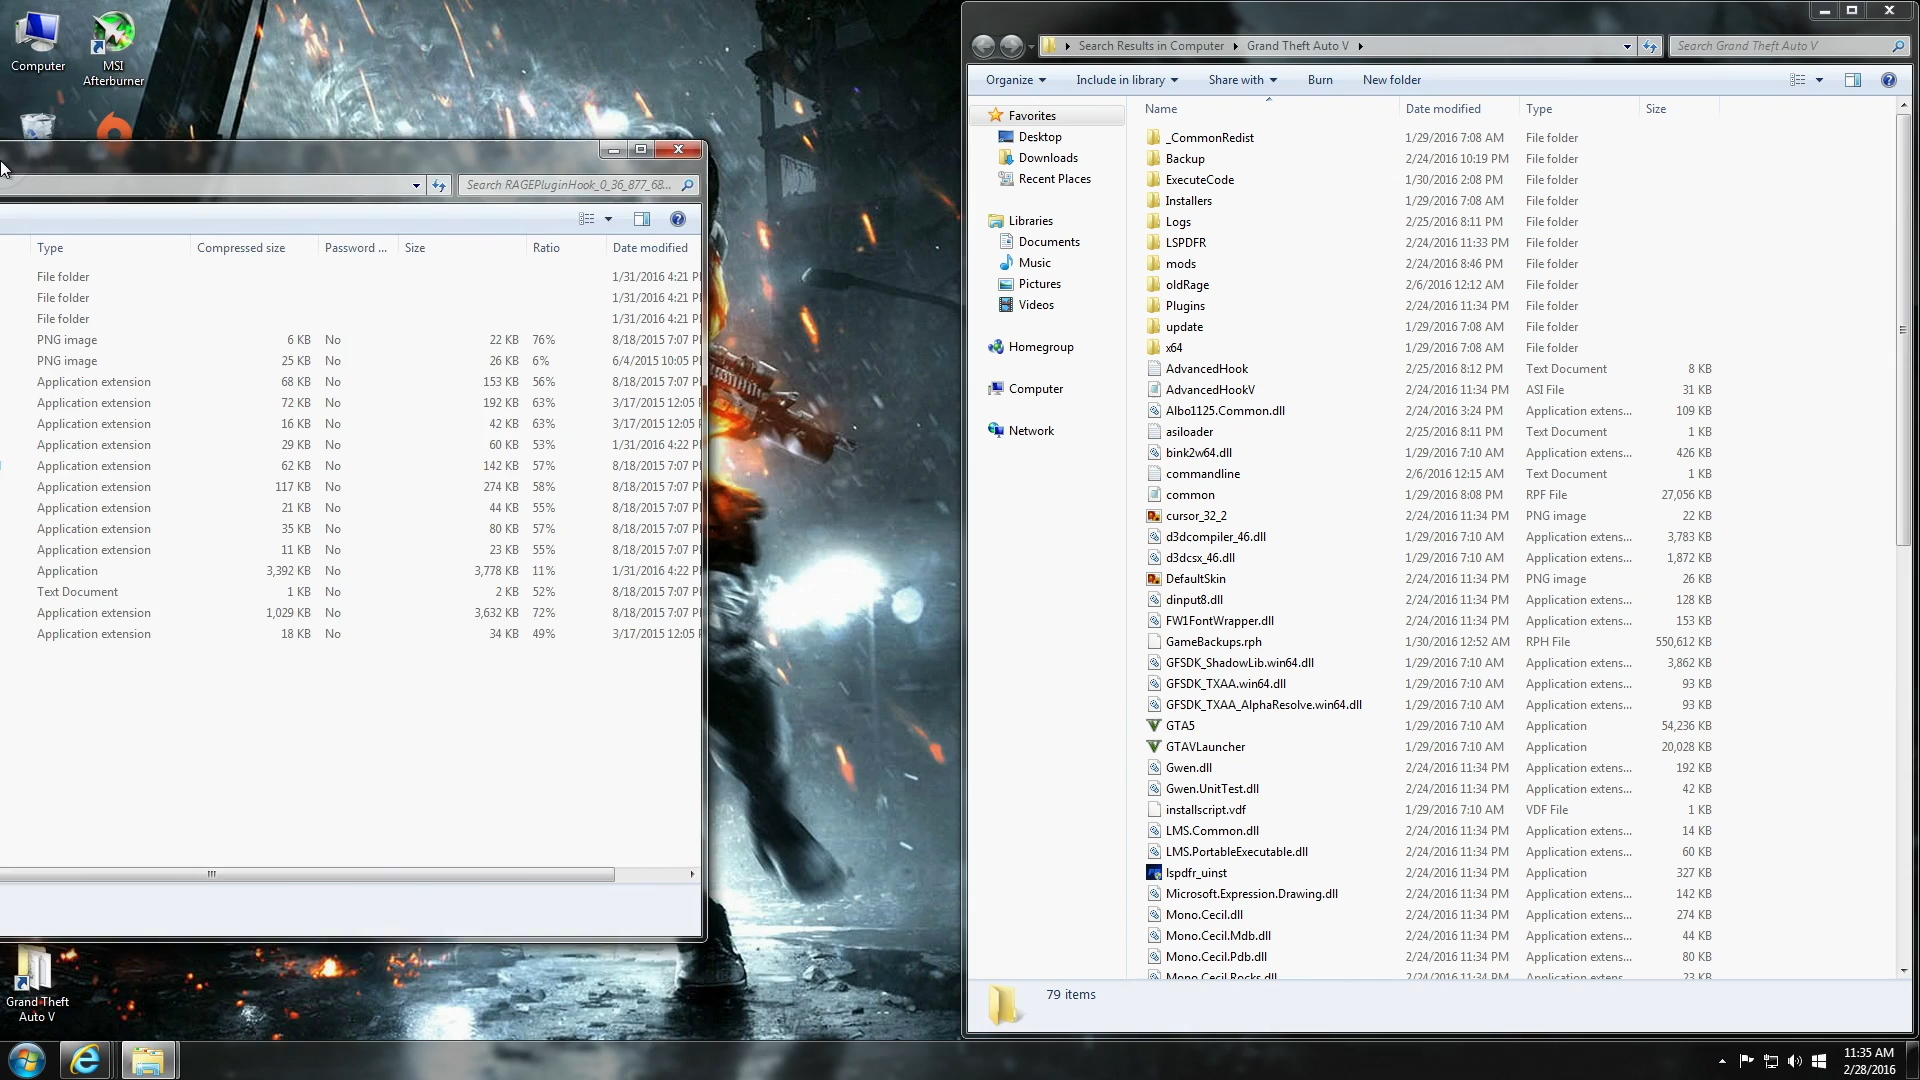 Computer
MSI
Afterburner
Search RAGEPluginHook_0_36_877_68...
Type Compressed size Password ... Size Ratio Date modified
File folder 1/31/2016 4:21 P
File folder 1/31/2016 4:21 P
File folder 1/31/2016 4:21 P
PNG image 6 KB No 22 KB 76% 8/18/2015 7:07 P
PNG image 25 KB No 26 KB 6% 6/4/2015 10:05 P
Application extension 68 KB No 153 KB 56% 8/18/2015 7:07 P
Application extension 72 KB No 192 KB 63% 3/17/2015 12:05
Application extension 16 KB No 42 KB 63% 3/17/2015 12:05
Application extension 29 KB No 60 KB 53% 1/31/2016 4:22 P
Application extension 62 KB No 142 KB 57% 8/18/2015 7:07 P
Application extension 117 KB No 274 KB 58% 8/18/2015 7:07 P
Application extension 21 KB No 44 KB 55% 8/18/2015 7:07 P
Application extension 35 KB No 80 KB 57% 8/18/2015 7:07 P
Application extension 11 KB No 23 KB 55% 8/18/2015 7:07 P
Application 3,392 KB No 3,778 KB 11% 1/31/2016 4:22 P
Text Document 1 KB No 2 KB 52% 8/18/2015 7:07 P
Application extension 1,029 KB No 3,632 KB 72% 8/18/2015 7:07 P
Application extension 18 KB No 34 KB 49% 3/17/2015 12:05
Grand Theft
Auto V
Search Results in Computer Grand Theft Auto V Search Grand Theft Auto V
Organize Include in library Share with Burn New folder
Favorites
Desktop
Downloads
Recent Places
Libraries
Documents
Music
Pictures
Videos
Homegroup
Computer
Network
Name Date modified Type Size
_CommonRedist 1/29/2016 7:08 AM File folder
Backup 2/24/2016 10:19 PM File folder
ExecuteCode 1/30/2016 2:08 PM File folder
Installers 1/29/2016 7:08 AM File folder
Logs 2/25/2016 8:11 PM File folder
LSPDFR 2/24/2016 11:33 PM File folder
mods 2/24/2016 8:46 PM File folder
oldRage 2/6/2016 12:12 AM File folder
Plugins 2/24/2016 11:34 PM File folder
update 1/29/2016 7:08 AM File folder
x64 1/29/2016 7:08 AM File folder
AdvancedHook 2/25/2016 8:12 PM Text Document 8 KB
AdvancedHookV 2/24/2016 11:34 PM ASI File 31 KB
Albo1125.Common.dll 2/24/2016 3:24 PM Application extens... 109 KB
asiloader 2/25/2016 8:11 PM Text Document 1 KB
bink2w64.dll 1/29/2016 7:10 AM Application extens... 426 KB
commandline 2/6/2016 12:15 AM Text Document 1 KB
common 1/29/2016 8:08 PM RPF File 27,056 KB
cursor_32_2 2/24/2016 11:34 PM PNG image 22 KB
d3dcompiler_46.dll 1/29/2016 7:10 AM Application extens... 3,783 KB
d3dcsx_46.dll 1/29/2016 7:10 AM Application extens... 1,872 KB
DefaultSkin 2/24/2016 11:34 PM PNG image 26 KB
dinput8.dll 2/24/2016 11:34 PM Application extens... 128 KB
FW1FontWrapper.dll 2/24/2016 11:34 PM Application extens... 153 KB
GameBackups.rph 1/30/2016 12:52 AM RPH File 550,612 KB
GFSDK_ShadowLib.win64.dll 1/29/2016 7:10 AM Application extens... 3,862 KB
GFSDK_TXAA.win64.dll 1/29/2016 7:10 AM Application extens... 93 KB
GFSDK_TXAA_AlphaResolve.win64.dll 1/29/2016 7:10 AM Application extens... 93 KB
GTA5 1/29/2016 7:10 AM Application 54,236 KB
GTAVLauncher 1/29/2016 7:10 AM Application 20,028 KB
Gwen.dll 2/24/2016 11:34 PM Application extens... 192 KB
Gwen.UnitTest.dll 2/24/2016 11:34 PM Application extens... 42 KB
installscript.vdf 1/29/2016 7:10 AM VDF File 1 KB
LMS.Common.dll 2/24/2016 11:34 PM Application extens... 14 KB
LMS.PortableExecutable.dll 2/24/2016 11:34 PM Application extens... 60 KB
lspdfr_uinst 2/24/2016 11:34 PM Application 327 KB
Microsoft.Expression.Drawing.dll 2/24/2016 11:34 PM Application extens... 142 KB
Mono.Cecil.dll 2/24/2016 11:34 PM Application extens... 274 KB
Mono.Cecil.Mdb.dll 2/24/2016 11:34 PM Application extens... 44 KB
Mono.Cecil.Pdb.dll 2/24/2016 11:34 PM Application extens... 80 KB
Mono.Cecil.Rocks.dll 2/24/2016 11:34 PM Application extens... 23 KB
79 items
11:35 AM
2/28/2016